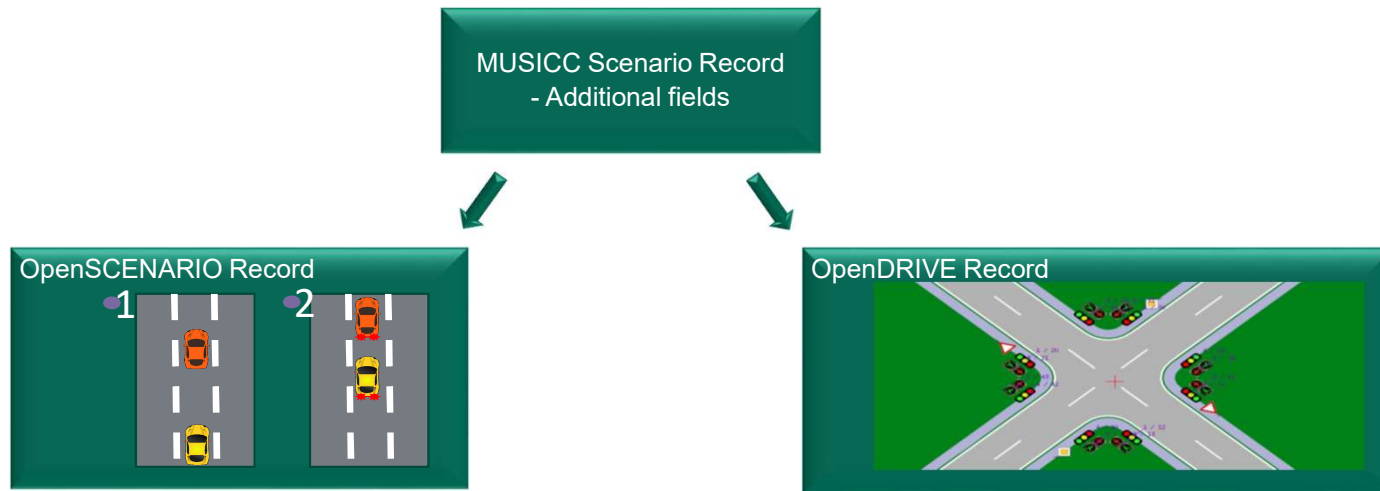 MUSICC Scenario Record
- Additional fields
OpenSCENARIO Record
1
2
OpenDRIVE Record